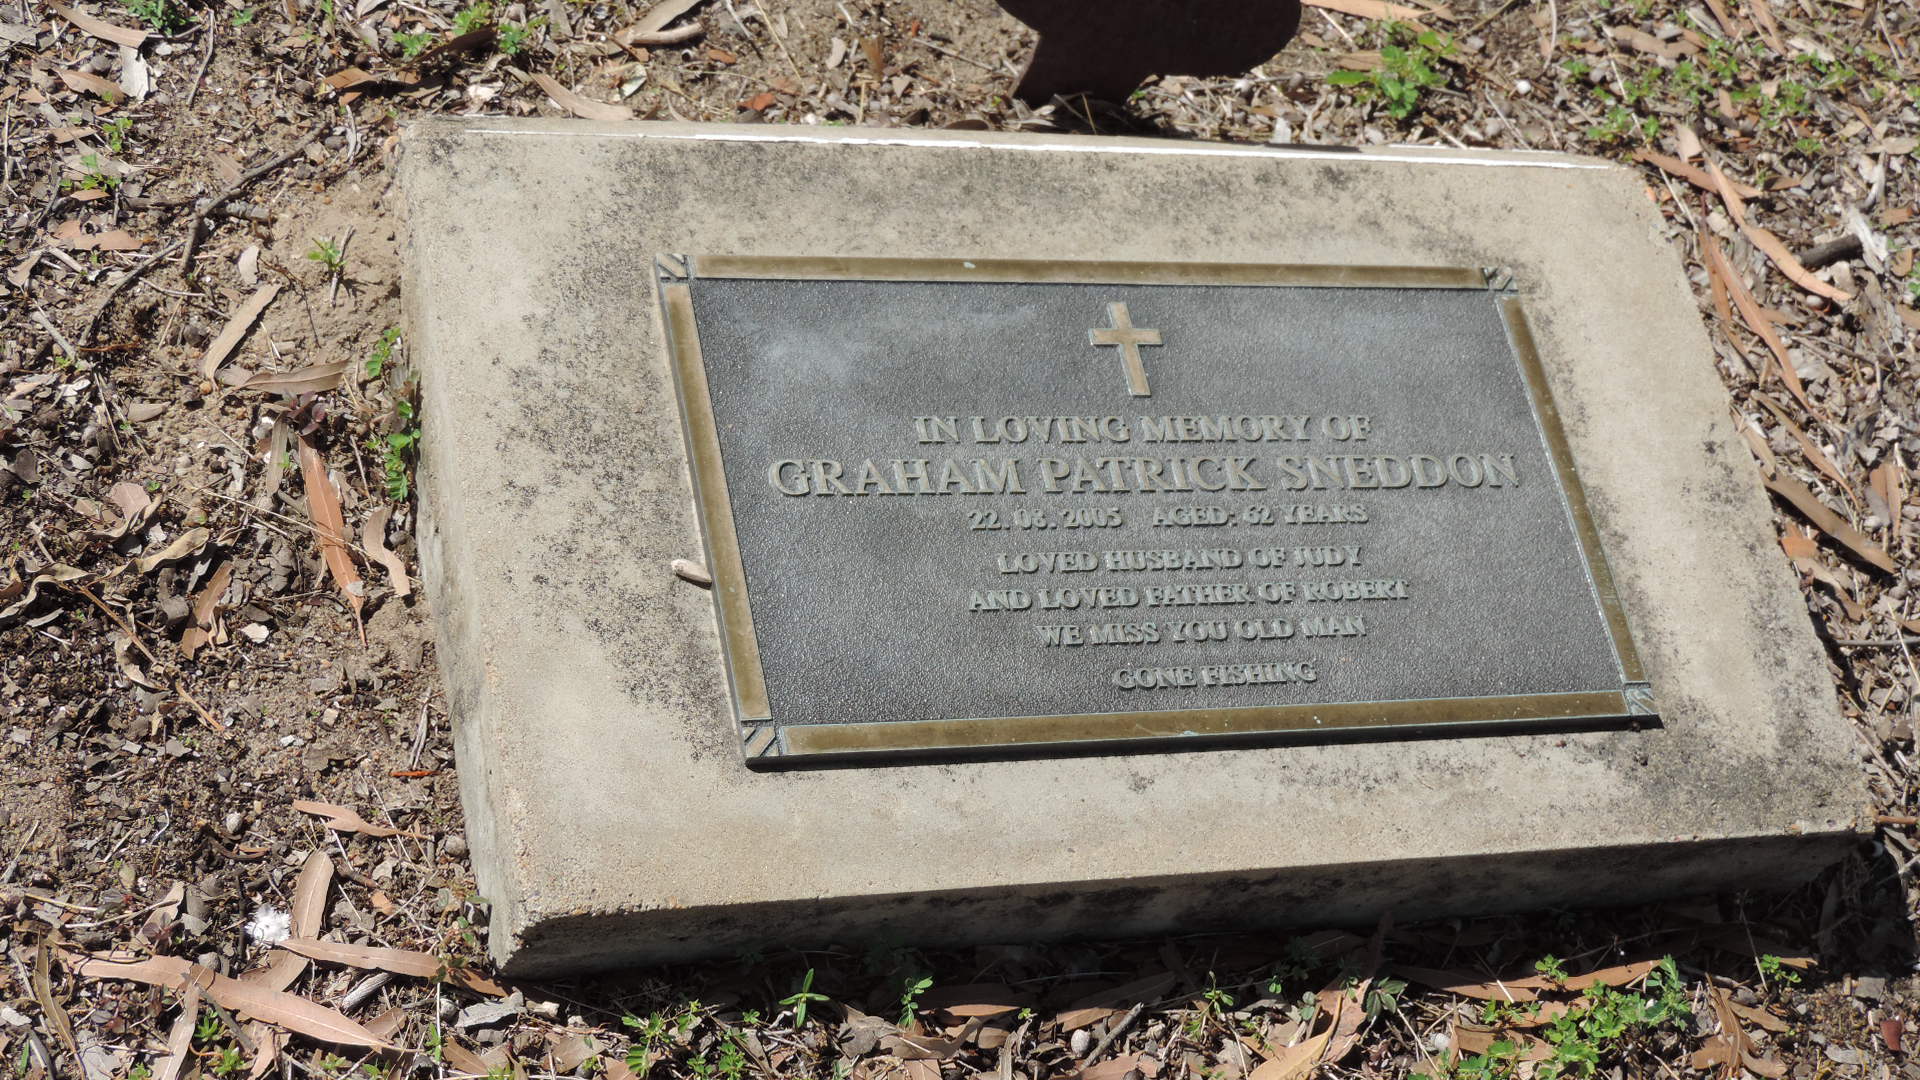 IN LOVING MEMORY OF
GRAHAM PATRICK SNEDDON
22. 03. 2005 AGED: 62 YEARS
LOVED HUSBAND OF JUDY
AND LOVED FATHER OF ROBERT
WE MISS YOU OLD MAN
GONE FISHING